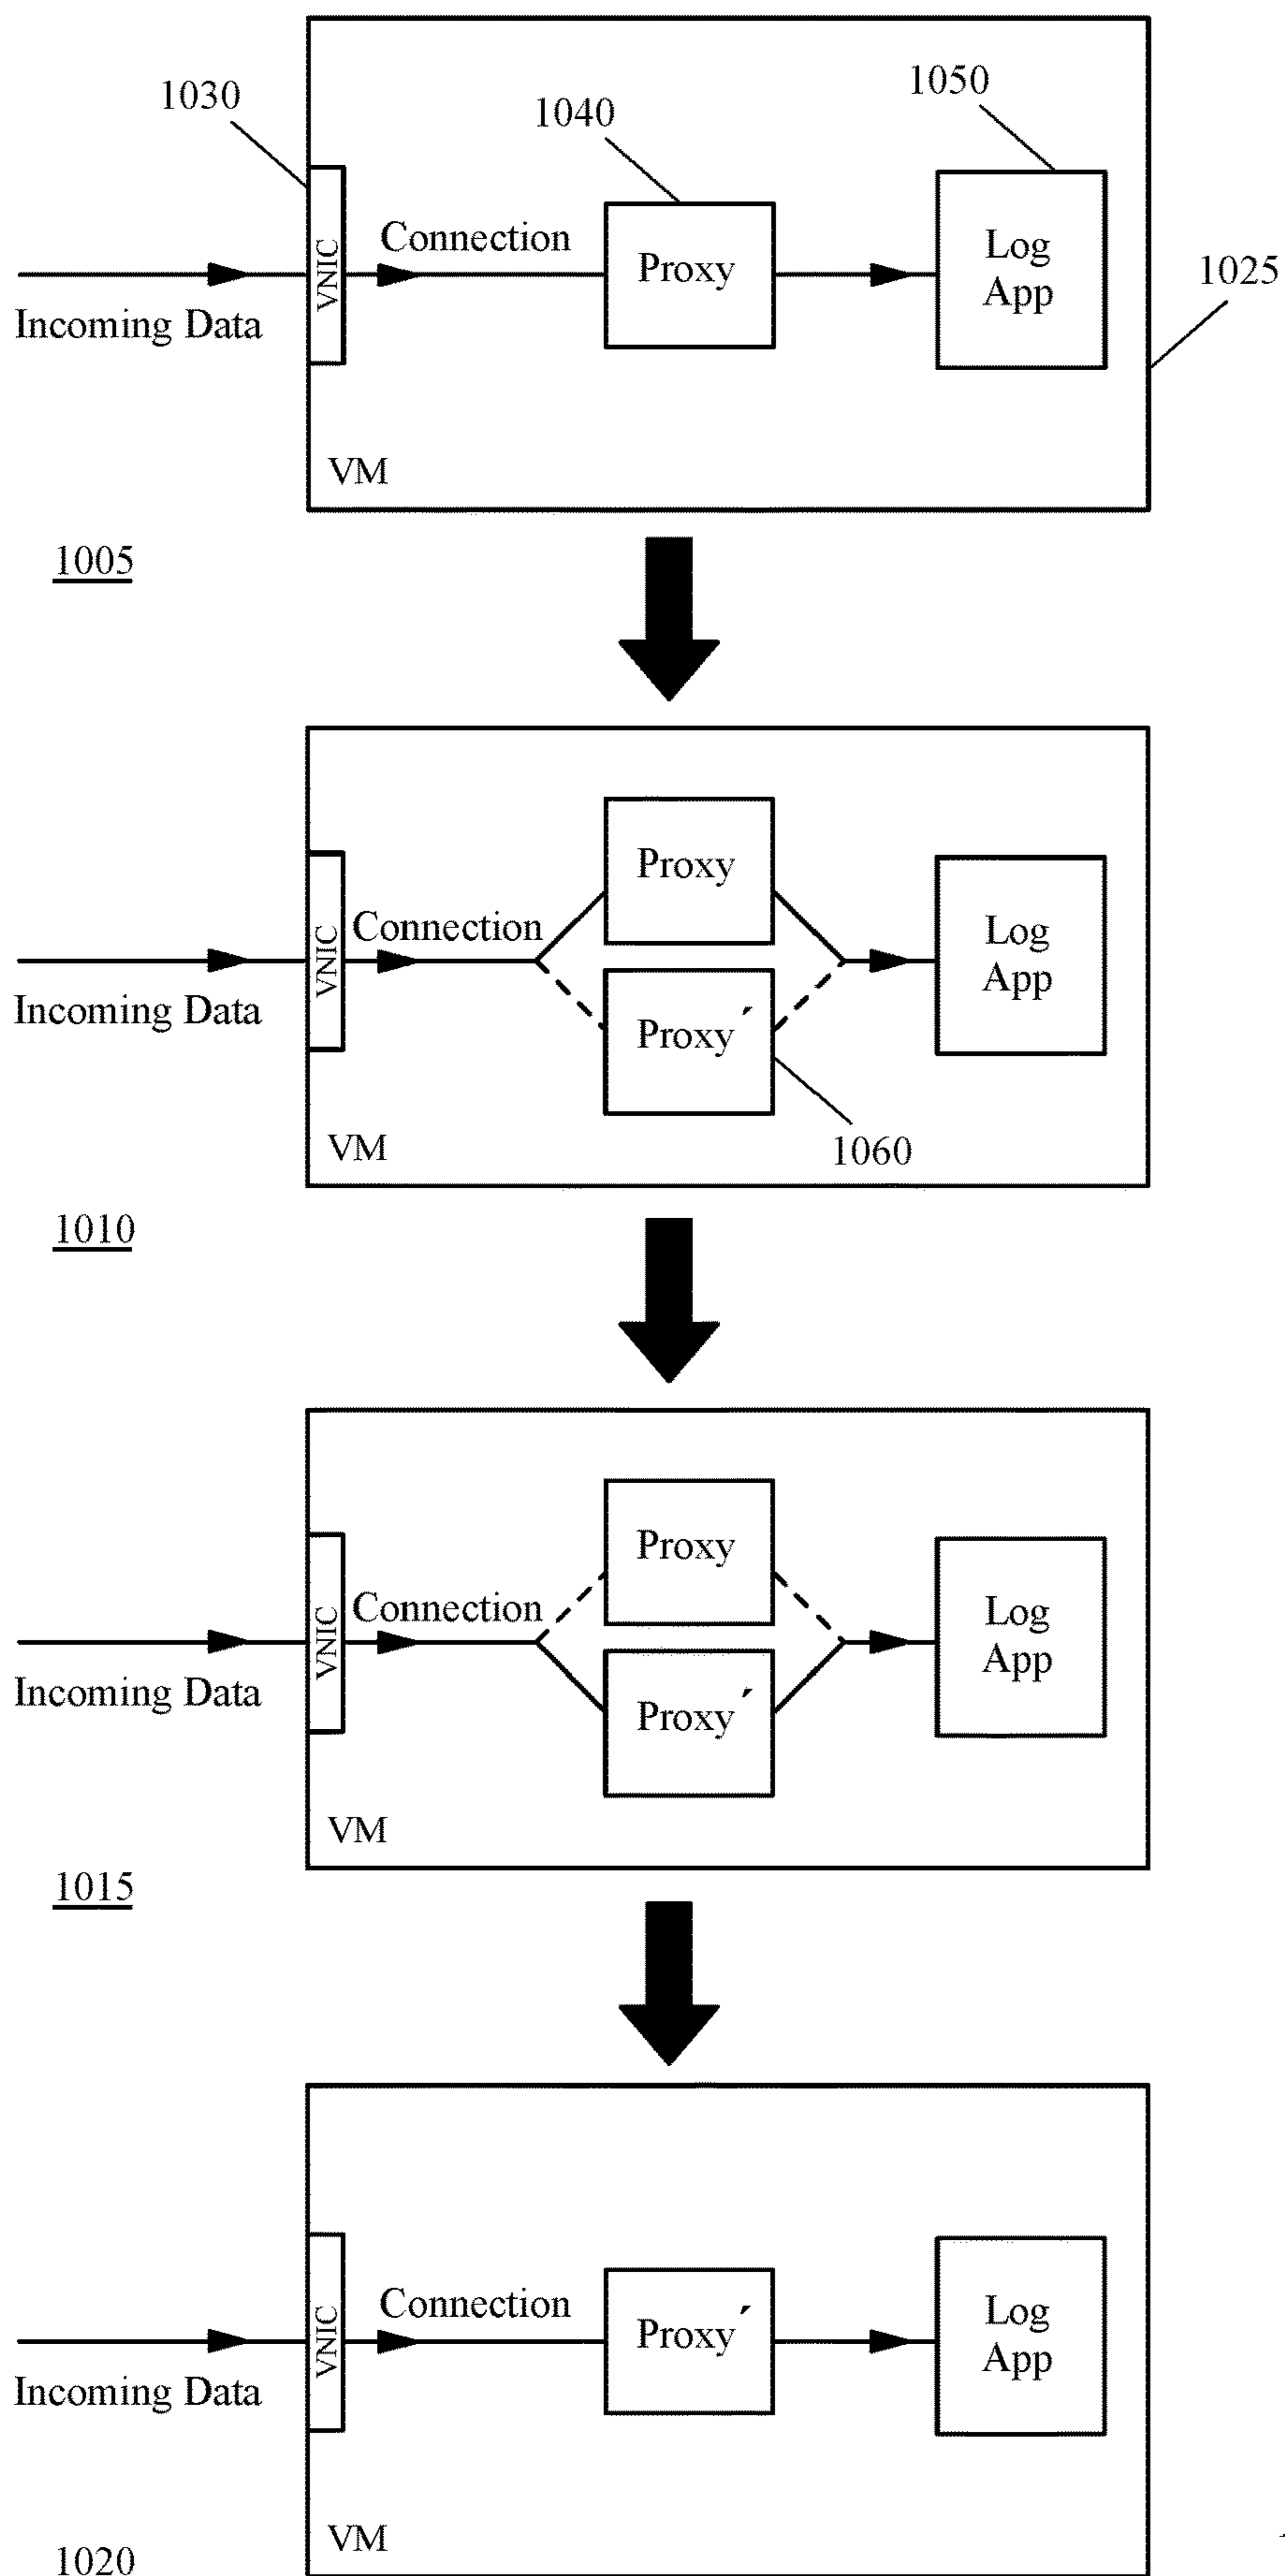 1030
1040
1050
1025
VNIC
Connection
Proxy
Log
App
Incoming Data
VM
1005
VNIC
Connection
Proxy
Proxy´
Log
App
Incoming Data
1060
VM
1010
VNIC
Connection
Proxy
Proxy´
Log
App
Incoming Data
VM
1015
VNIC
Connection
Proxy´
Log
App
Incoming Data
VM
1020